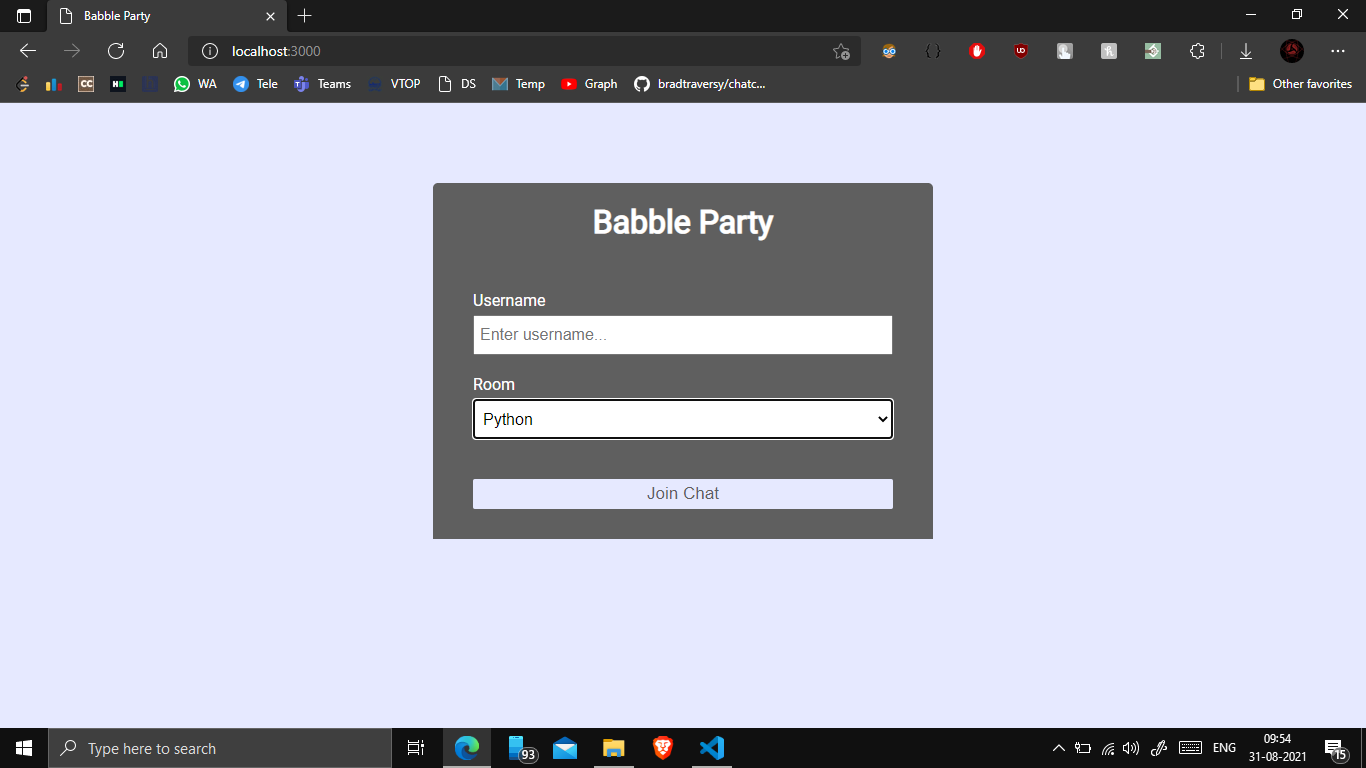 Babble Party
localhost:3000
UD
CC
WA
Tele
Teams
VTOP
DS
Temp
Graph
bradtraversy/chatc...
Other favorites
Babble Party
Username
Enter username...
Room
Python
Join Chat
Type here to search
93
ENG
09:54
31-08-2021
15